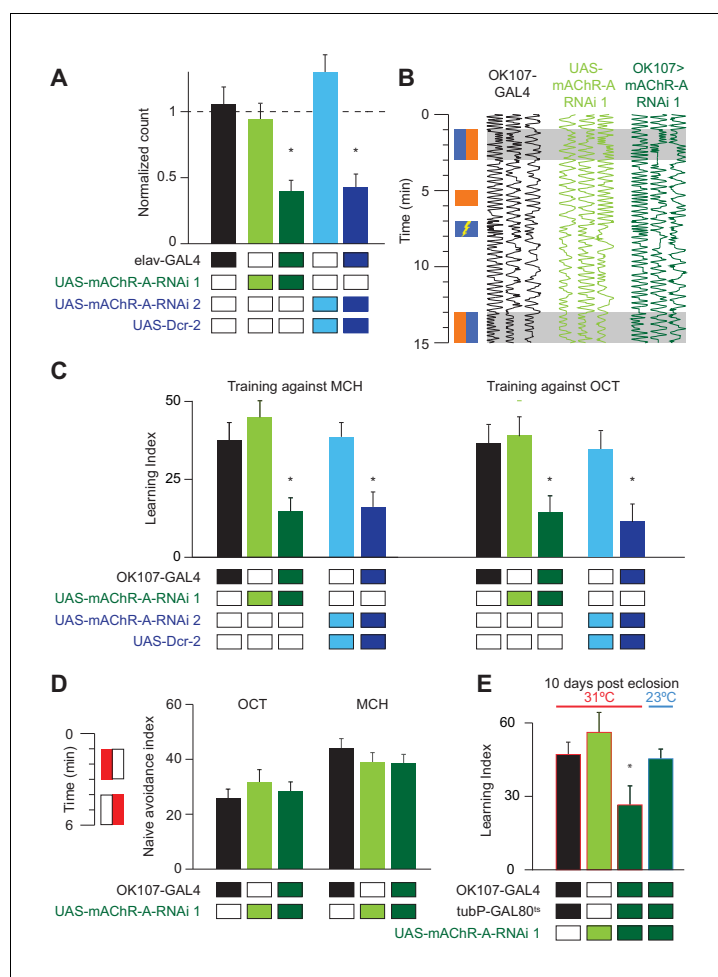 A
Normalized count
1
0.5
0
*
*
elav-GAL4
UAS-mAChR-A-RNAi 1
UAS-mAChR-A-RNAi 2
UAS-Dcr-2
B
OK107-
GAL4
UAS-
mAChR-A
RNAi 1
OK107>
mAChR-A
RNAi 1
Time (min)
0
5
10
15
C
Training against MCH
Training against OCT
Learning Index
50
25
0
*
*
*
*
OK107-GAL4
UAS-mAChR-A-RNAi 1
UAS-mAChR-A-RNAi 2
UAS-Dcr-2
D
Time (min)
0
6
OCT
MCH
Naive avoidance index
60
40
20
0
OK107-GAL4
UAS-mAChR-A-RNAi 1
E
10 days post eclosion
31ºC
23ºC
Learning Index
60
30
0
*
OK107-GAL4
tubP-GAL80ᵗˢ
UAS-mAChR-A-RNAi 1